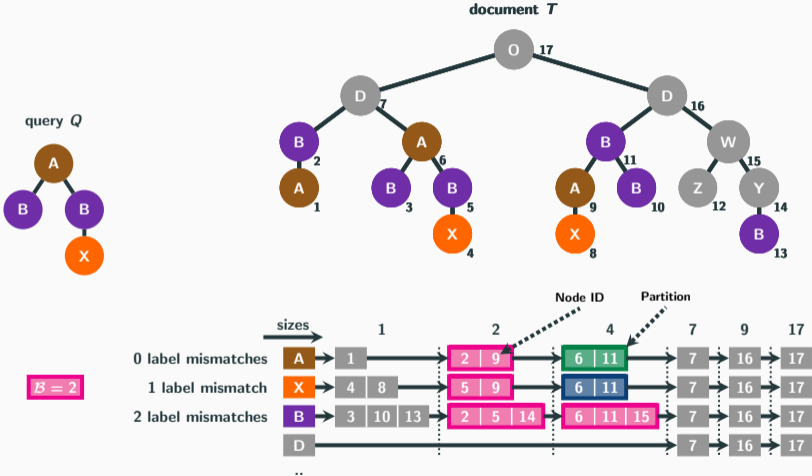 document T
O 17
D 7 D 16
query Q
A
B 2 A 6 B 11 W 15
B B
A 1 B 3 B 5 A 9 B 10 Z 12 Y 14
X
X 4 X 8 B 13
Node ID Partition
sizes 1 2 4 7 9 17
0 label mismatches A 1 2 9 6 11 7 16 17
B = 2 1 label mismatch X 4 8 5 9 6 11 7 16 17
2 label mismatches B 3 10 13 2 5 14 6 11 15 7 16 17
D 7 16 17
..